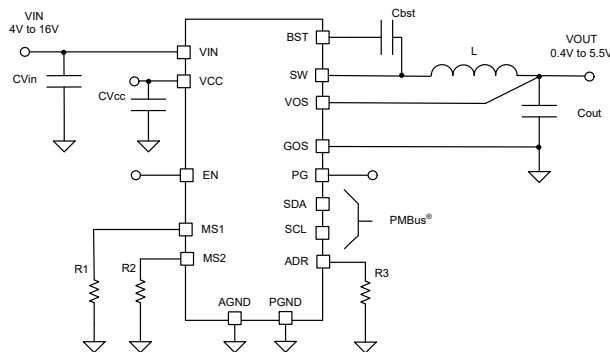 VIN
4V to 16V
CVin
CVcc
VIN
VCC
EN
MS1
MS2
R1
R2
AGND
PGND
BST
SW
VOS
GOS
PG
SDA
SCL
ADR
Cbst
L
VOUT
0.4V to 5.5V
Cout
PMBus®
R3